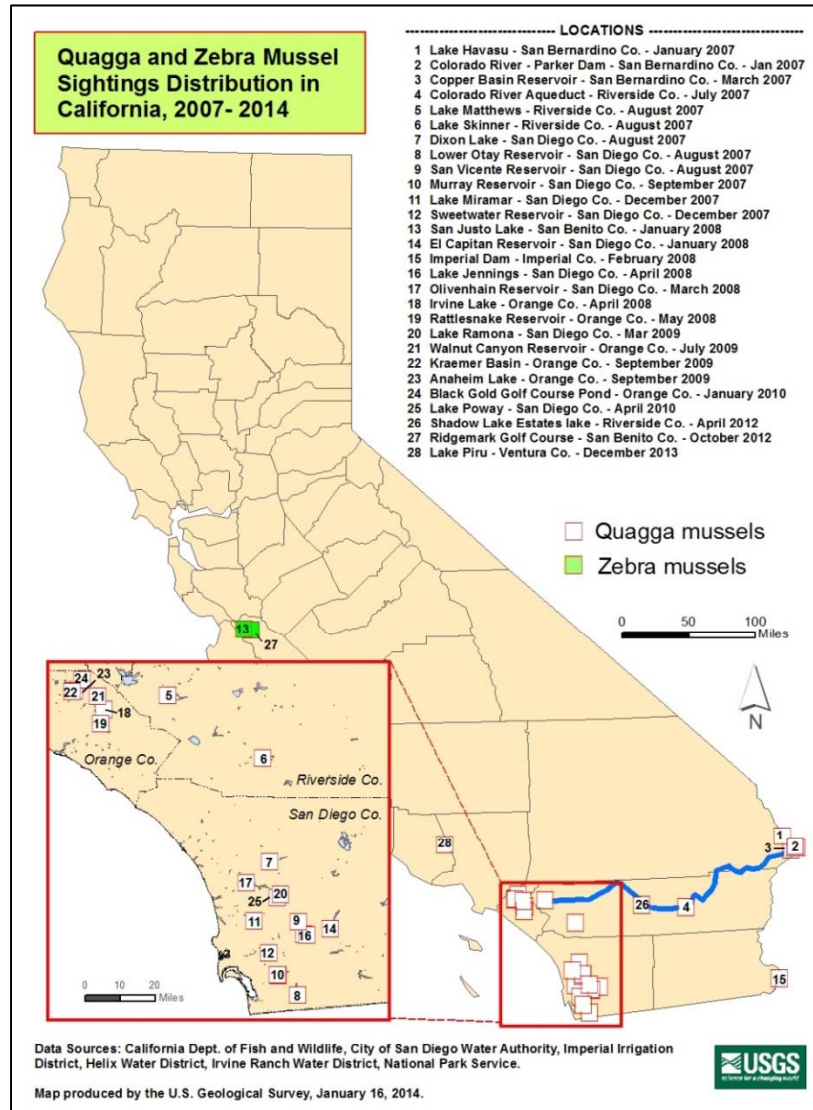 Quagga and Zebra Mussel
Sightings Distribution in
California, 2007- 2014
LOCATIONS
1 Lake Havasu - San Bernardino Co. - January 2007
2 Colorado River - Parker Dam - San Bernardino Co. - Jan 2007
3 Copper Basin Reservoir - San Bernardino Co. - March 2007
4 Colorado River Aqueduct - Riverside Co. - July 2007
5 Lake Matthews - Riverside Co. - August 2007
6 Lake Skinner - Riverside Co. - August 2007
7 Dixon Lake - San Diego Co. - August 2007
8 Lower Otay Reservoir - San Diego Co. - August 2007
9 San Vicente Reservoir - San Diego Co. - August 2007
10 Murray Reservoir - San Diego Co. - September 2007
11 Lake Miramar - San Diego Co. - December 2007
12 Sweetwater Reservoir - San Diego Co. - December 2007
13 San Justo Lake - San Benito Co. - January 2008
14 El Capitan Reservoir - San Diego Co. - January 2008
15 Imperial Dam - Imperial Co. - February 2008
16 Lake Jennings - San Diego Co. - April 2008
17 Olivenhain Reservoir - San Diego Co. - March 2008
18 Irvine Lake - Orange Co. - April 2008
19 Rattlesnake Reservoir - Orange Co. - May 2008
20 Lake Ramona - San Diego Co. - Mar 2009
21 Walnut Canyon Reservoir - Orange Co. - July 2009
22 Kraemer Basin - Orange Co. - September 2009
23 Anaheim Lake - Orange Co. - September 2009
24 Black Gold Golf Course Pond - Orange Co. - January 2010
25 Lake Poway - San Diego Co. - April 2010
26 Shadow Lake Estates lake - Riverside Co. - April 2012
27 Ridgemark Golf Course - San Benito Co. - October 2012
28 Lake Piru - Ventura Co. - December 2013
Quagga mussels
Zebra mussels
0 50 100
Miles
N
13
27
24
23
22
21
5
18
19
Orange Co.
6
Riverside Co.
San Diego Co.
7
17
20
25
11
9
16
14
12
10
8
0 10 20
Miles
28
1
3
2
26
4
15
Data Sources: California Dept. of Fish and Wildlife, City of San Diego Water Authority, Imperial Irrigation
District, Helix Water District, Irvine Ranch Water District, National Park Service.
Map produced by the U.S. Geological Survey, January 16, 2014.
USGS
science for a changing world